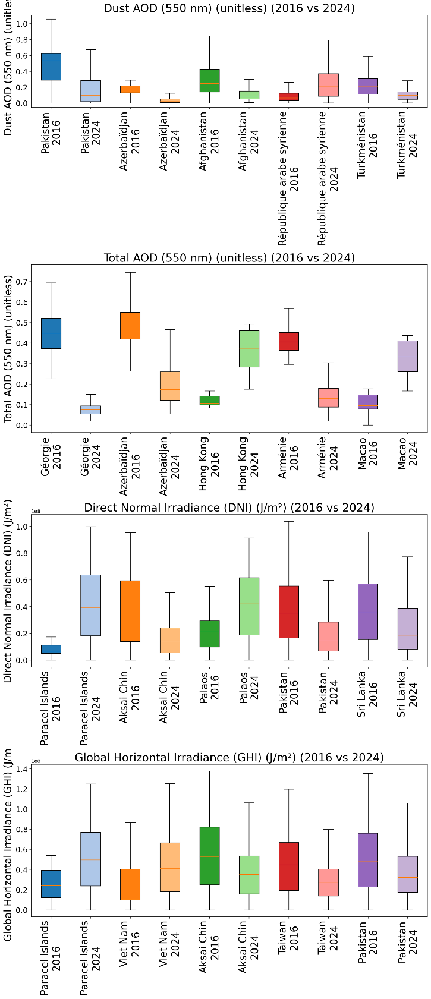 Dust AOD (550 nm) (unitless) (2016 vs 2024)
Dust AOD (550 nm) (unitles
1.0
0.8
0.6
0.4
0.2
0.0
Pakistan
2016
Pakistan
2024
Azerbaïdjan
2016
Azerbaïdjan
2024
Afghanistan
2016
Afghanistan
2024
République arabe syrienne
2016
République arabe syrienne
2024
Turkménistan
2016
Turkménistan
2024
Total AOD (550 nm) (unitless) (2016 vs 2024)
Total AOD (550 nm) (unitless)
0.7
0.6
0.5
0.4
0.3
0.2
0.1
0.0
Géorgie
2016
Géorgie
2024
Azerbaïdjan
2016
Azerbaïdjan
2024
Hong Kong
2016
Hong Kong
2024
Arménie
2016
Arménie
2024
Macao
2016
Macao
2024
Direct Normal Irradiance (DNI) (J/m²) (2016 vs 2024)
Direct Normal Irradiance (DNI) (J/m²)
1e8
1.0
0.8
0.6
0.4
0.2
0.0
Paracel Islands
2016
Paracel Islands
2024
Aksai Chin
2016
Aksai Chin
2024
Palaos
2016
Palaos
2024
Pakistan
2016
Pakistan
2024
Sri Lanka
2016
Sri Lanka
2024
Global Horizontal Irradiance (GHI) (J/m²) (2016 vs 2024)
Global Horizontal Irradiance (GHI) (J/m
1e8
1.4
1.2
1.0
0.8
0.6
0.4
0.2
0.0
Paracel Islands
2016
Paracel Islands
2024
Viet Nam
2016
Viet Nam
2024
Aksai Chin
2016
Aksai Chin
2024
Taiwan
2016
Taiwan
2024
Pakistan
2016
Pakistan
2024